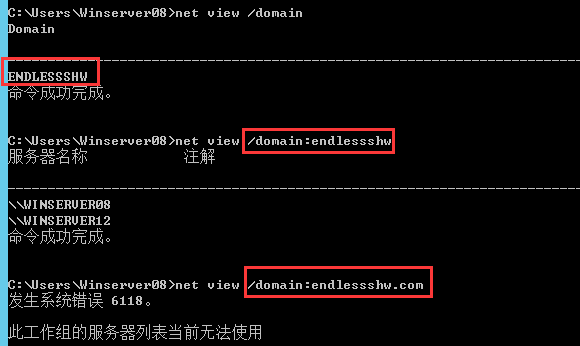 C:\Users\Winserver08>net view /domain
Domain
-------------------------------------------------------------------------------
ENDLESSSHW
命令成功完成。
C:\Users\Winserver08>net view /domain:endlessshw
服务器名称            注解
-------------------------------------------------------------------------------
\\WINSERVER08
\\WINSERVER12
命令成功完成。
C:\Users\Winserver08>net view /domain:endlessshw.com
发生系统错误 6118。
此工作组的服务器列表当前无法使用